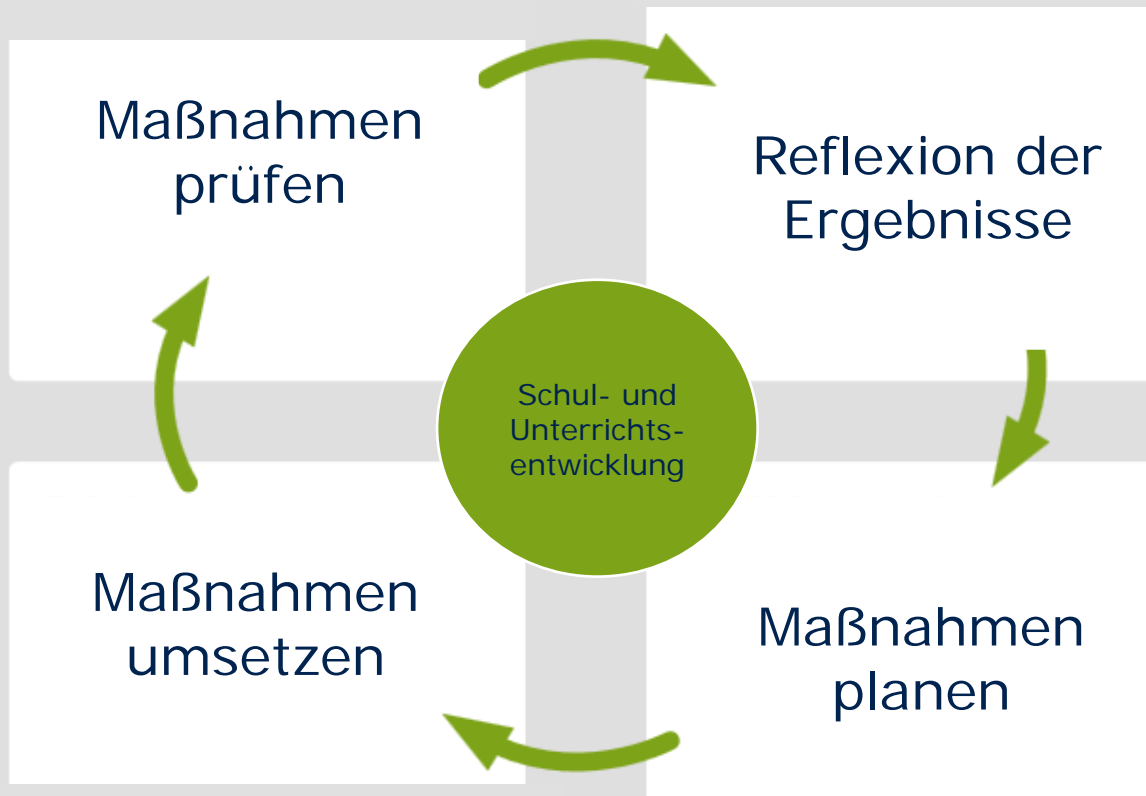 Maßnahmen
prüfen
Reflexion der
Ergebnisse
Schul- und
Unterrichts-
entwicklung
Maßnahmen
umsetzen
Maßnahmen
planen